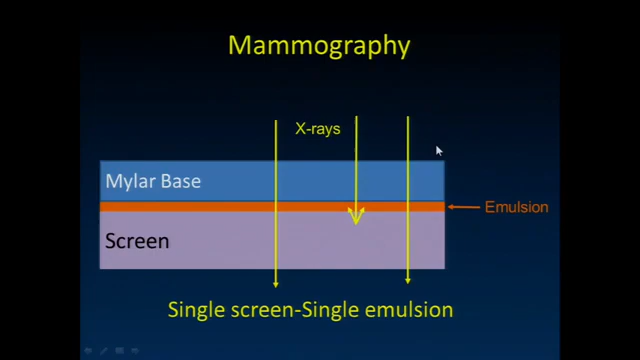 Mammography
X-rays
Mylar Base
Emulsion
Screen
Single screen-Single emulsion